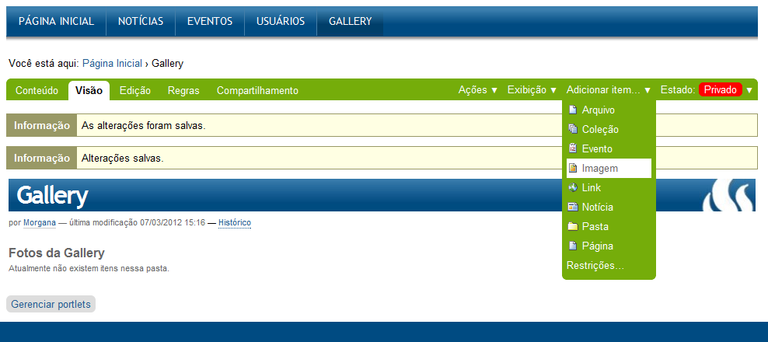 PÁGINA INICIAL NOTÍCIAS EVENTOS USUÁRIOS GALLERY
Você está aqui: Página Inicial › Gallery
Conteúdo Visão Edição Regras Compartilhamento Ações ▼ Exibição ▼ Adicionar item... ▼ Estado: Privado ▼
Arquivo
Coleção
Evento
Imagem
Link
Notícia
Pasta
Página
Restrições...
Informação As alterações foram salvas.
Informação Alterações salvas.
Gallery
por Morgana — última modificação 07/03/2012 15:16 — Histórico
Fotos da Gallery
Atualmente não existem itens nessa pasta.
Gerenciar portlets